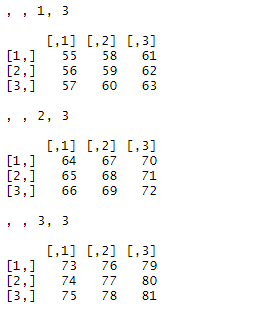 , , 1, 3
[,1] [,2] [,3]
[1,] 55 58 61
[2,] 56 59 62
[3,] 57 60 63
, , 2, 3
[,1] [,2] [,3]
[1,] 64 67 70
[2,] 65 68 71
[3,] 66 69 72
, , 3, 3
[,1] [,2] [,3]
[1,] 73 76 79
[2,] 74 77 80
[3,] 75 78 81